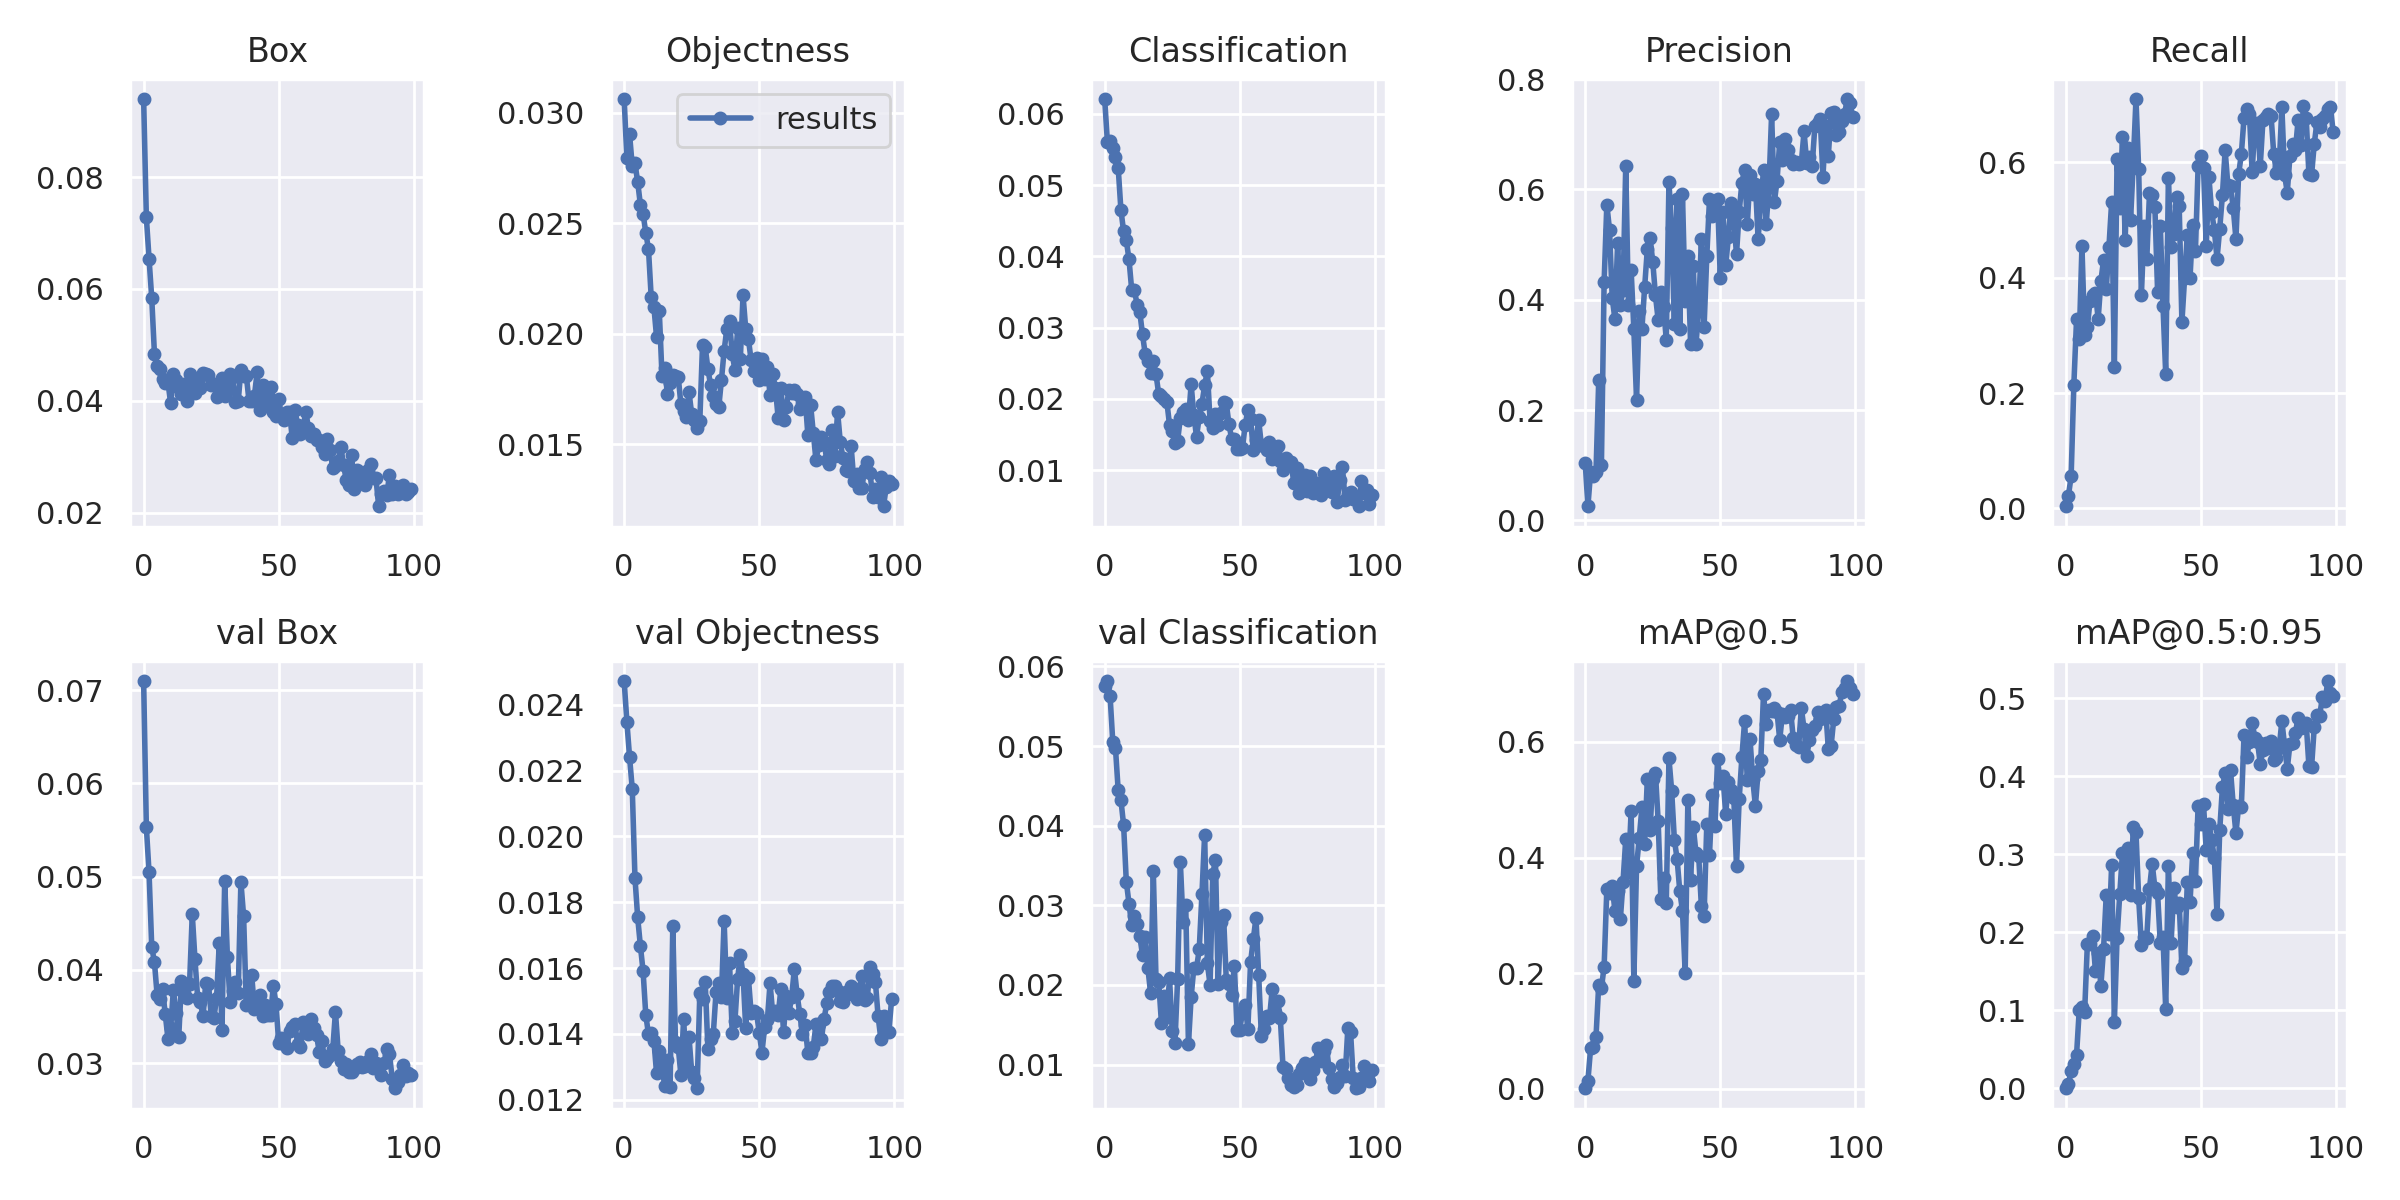 Box
0.08
0.06
0.04
0.02
0 50 100
Objectness
results
0.030
0.025
0.020
0.015
0 50 100
Classification
0.06
0.05
0.04
0.03
0.02
0.01
0 50 100
Precision
0.8
0.6
0.4
0.2
0.0
0 50 100
Recall
0.6
0.4
0.2
0.0
0 50 100
val Box
0.07
0.06
0.05
0.04
0.03
0 50 100
val Objectness
0.024
0.022
0.020
0.018
0.016
0.014
0.012
0 50 100
val Classification
0.06
0.05
0.04
0.03
0.02
0.01
0 50 100
mAP@0.5
0.6
0.4
0.2
0.0
0 50 100
mAP@0.5:0.95
0.5
0.4
0.3
0.2
0.1
0.0
0 50 100